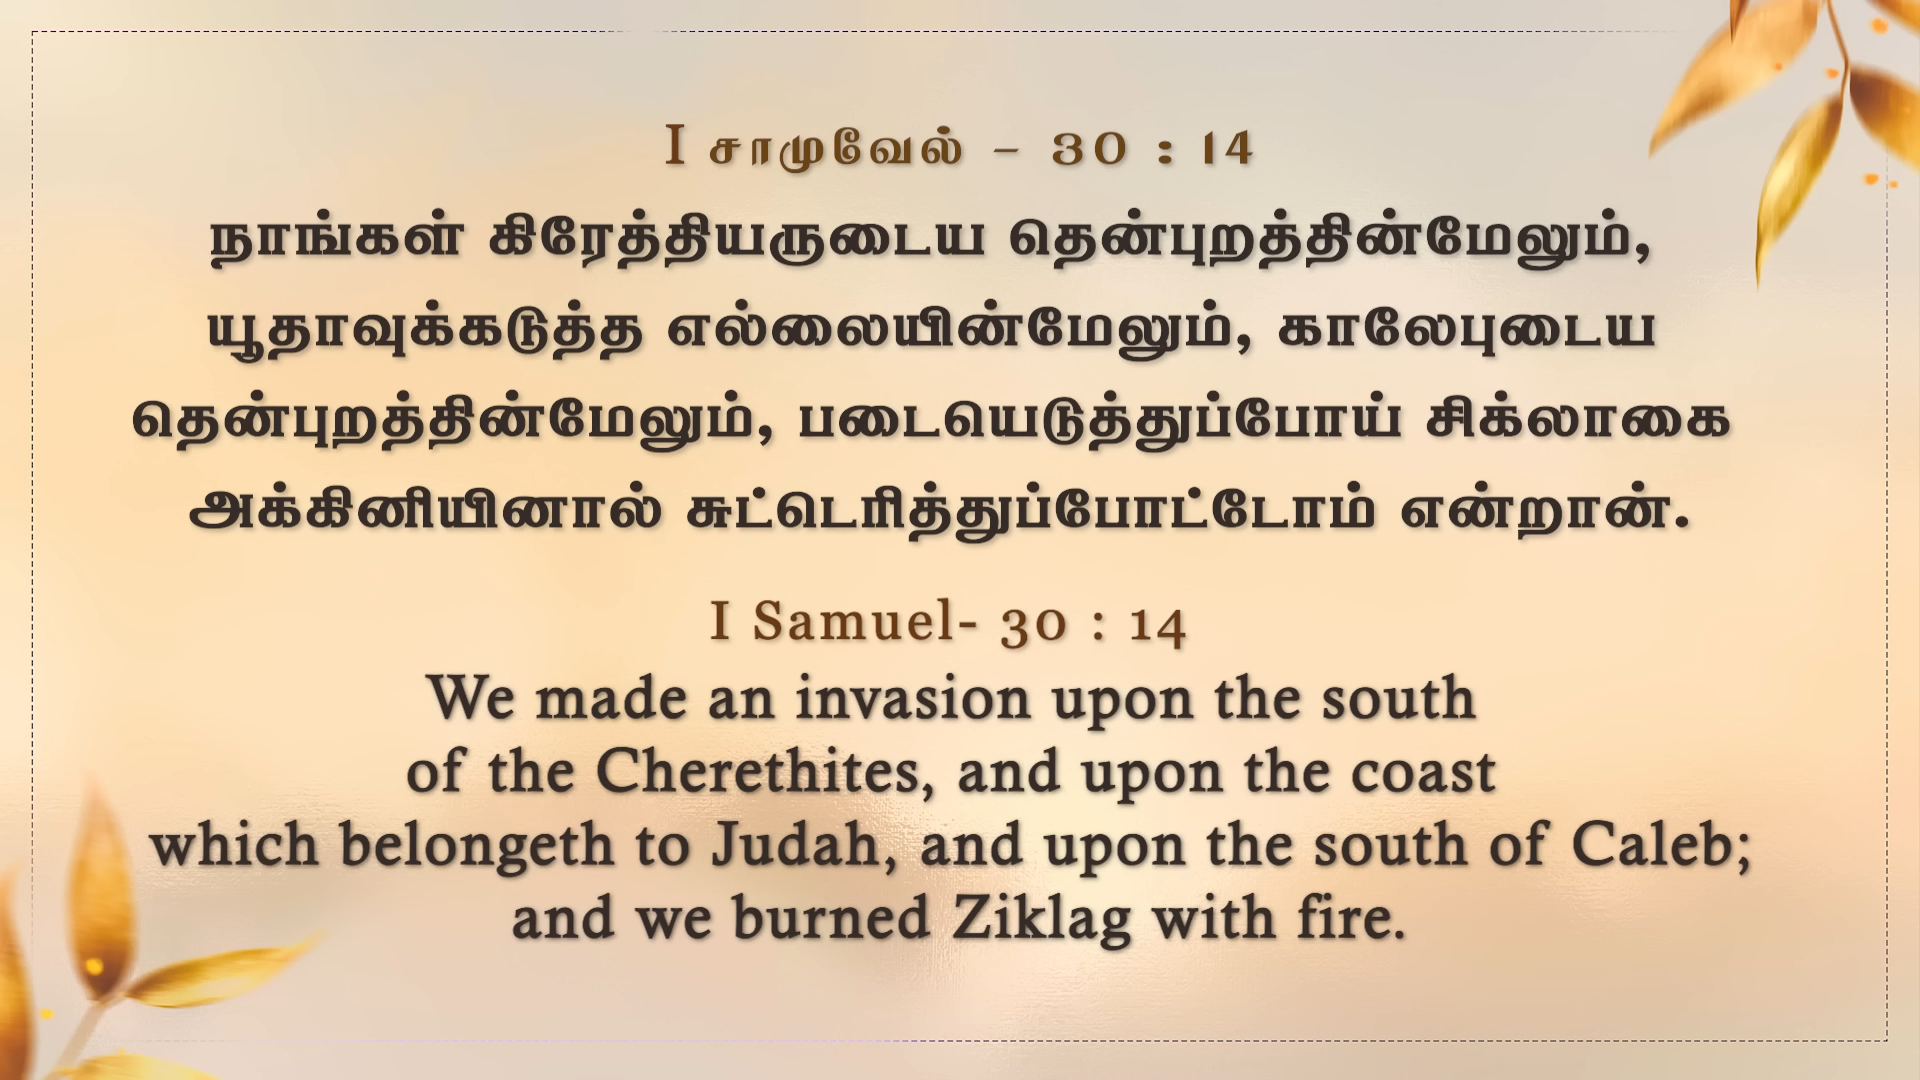 I சாமுவேல் - 30 : 14
நாங்கள் கிரேத்தியருடைய தென்புறத்தின்மேலும்,
யூதாவுக்கடுத்த எல்லையின்மேலும், காலேபுடைய
தென்புறத்தின்மேலும், படையெடுத்துப்போய் சிக்லாகை
அக்கினியினால் சுட்டெரித்துப்போட்டோம் என்றான்.
I Samuel- 30 : 14
We made an invasion upon the south
of the Cherethites, and upon the coast
which belongeth to Judah, and upon the south of Caleb;
and we burned Ziklag with fire.